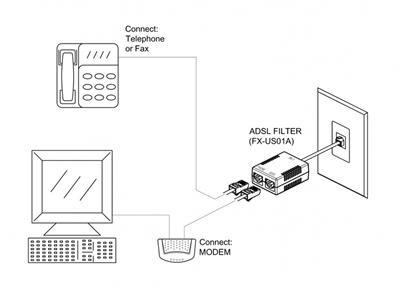 Connect:
Telephone
or Fax
ADSL FILTER
(FX-US01A)
Connect:
MODEM